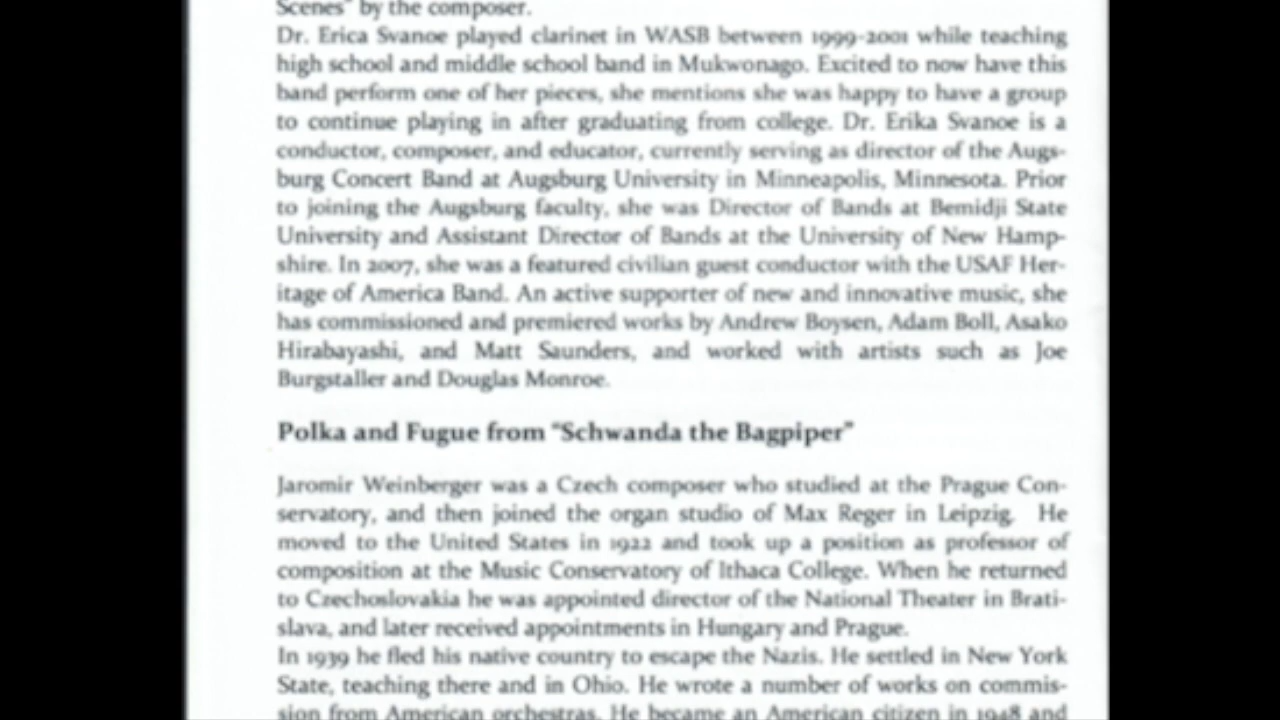 Scenes" by the composer.
Dr. Erica Svanoe played clarinet in WASB between 1999-2001 while teaching
high school and middle school band in Mukwonago. Excited to now have this
band perform one of her pieces, she mentions she was happy to have a group
to continue playing in after graduating from college. Dr. Erika Svanoe is a
conductor, composer, and educator, currently serving as director of the Augs-
burg Concert Band at Augsburg University in Minneapolis, Minnesota. Prior
to joining the Augsburg faculty, she was Director of Bands at Bemidji State
University and Assistant Director of Bands at the University of New Hamp-
shire. In 2007, she was a featured civilian guest conductor with the USAF Her-
itage of America Band. An active supporter of new and innovative music, she
has commissioned and premiered works by Andrew Boysen, Adam Boll, Asako
Hirabayashi, and Matt Saunders, and worked with artists such as Joe
Burgstaller and Douglas Monroe.
Polka and Fugue from "Schwanda the Bagpiper"
Jaromir Weinberger was a Czech composer who studied at the Prague Con-
servatory, and then joined the organ studio of Max Reger in Leipzig. He
moved to the United States in 1922 and took up a position as professor of
composition at the Music Conservatory of Ithaca College. When he returned
to Czechoslovakia he was appointed director of the National Theater in Brati-
slava, and later received appointments in Hungary and Prague.
In 1939 he fled his native country to escape the Nazis. He settled in New York
State, teaching there and in Ohio. He wrote a number of works on commis-
sion from American orchestras. He became an American citizen in 1948 and